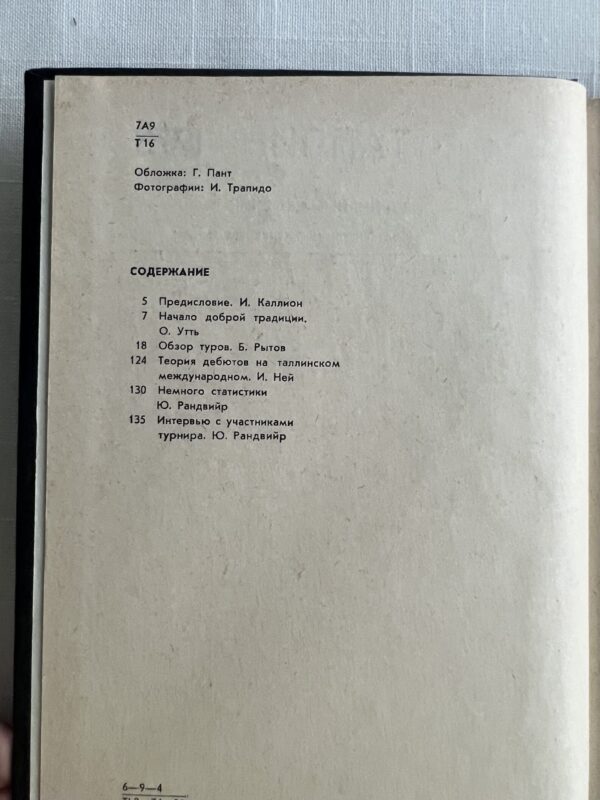 7А9
Т16
Обложка: Г. Пант
Фотографии: И. Трапидо
СОДЕРЖАНИЕ
5 Предисловие. И. Каллион
7 Начало доброй традиции.
О. Утть
18 Обзор туров. Б. Рытов
124 Теория дебютов на таллинском
международном. И. Ней
130 Немного статистики
Ю. Рандвийр
135 Интервью с участниками
турнира. Ю. Рандвийр
6—9—4